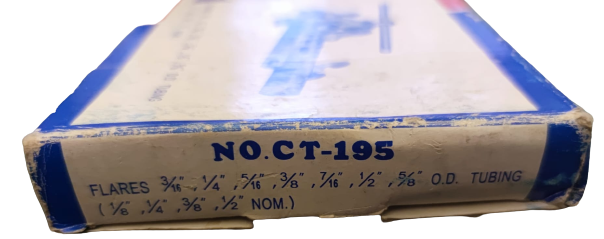 NO.CT-195
FLARES 3/16", 1/4", 5/16", 3/8", 7/16", 1/2", 5/8" O.D. TUBING
(1/8", 1/4", 3/8", 1/2" NOM.)